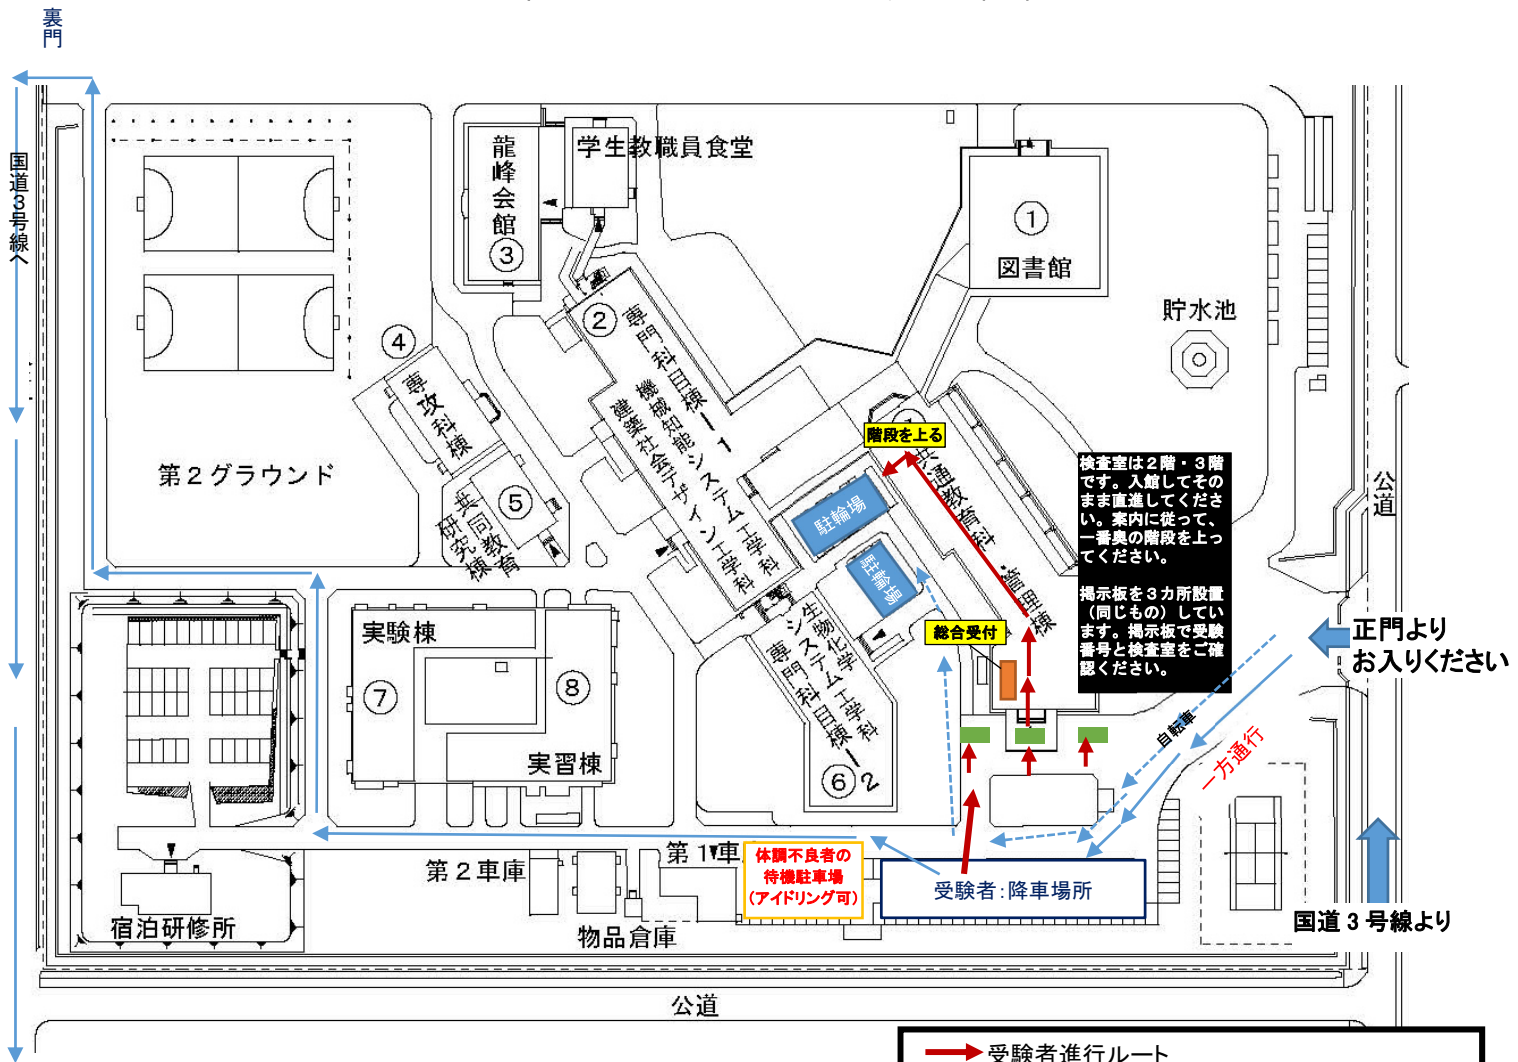 裏門
国道3号線へ
龍峰会館
③
学生教職員食堂
①
図書館
貯水池
②
専門科目棟ー1
機械知能システム工学科
建築社会デザイン工学科
④
専攻科棟
⑤
共同教育
研究棟
第2グラウンド
階段を上る
共通教育科・管理棟
駐輪場
駐輪場
検査室は2階・3階
です。入館してその
まま直進してくださ
い。案内に従って、
一番奥の階段を上っ
てください。
掲示板を3カ所設置
(同じもの)してい
ます。掲示板で受験
番号と検査室をご確
認ください。
公道
総合受付
正門より
お入りください
実験棟
⑦
⑧
実習棟
生物化学
システム工学科
専門科目棟ー2
⑥
自転車
一方通行
第1車
第2車庫
体調不良者の
待機駐車場
(アイドリング可)
受験者:降車場所
宿泊研修所
物品倉庫
国道3号線より
公道
受験者進行ルート